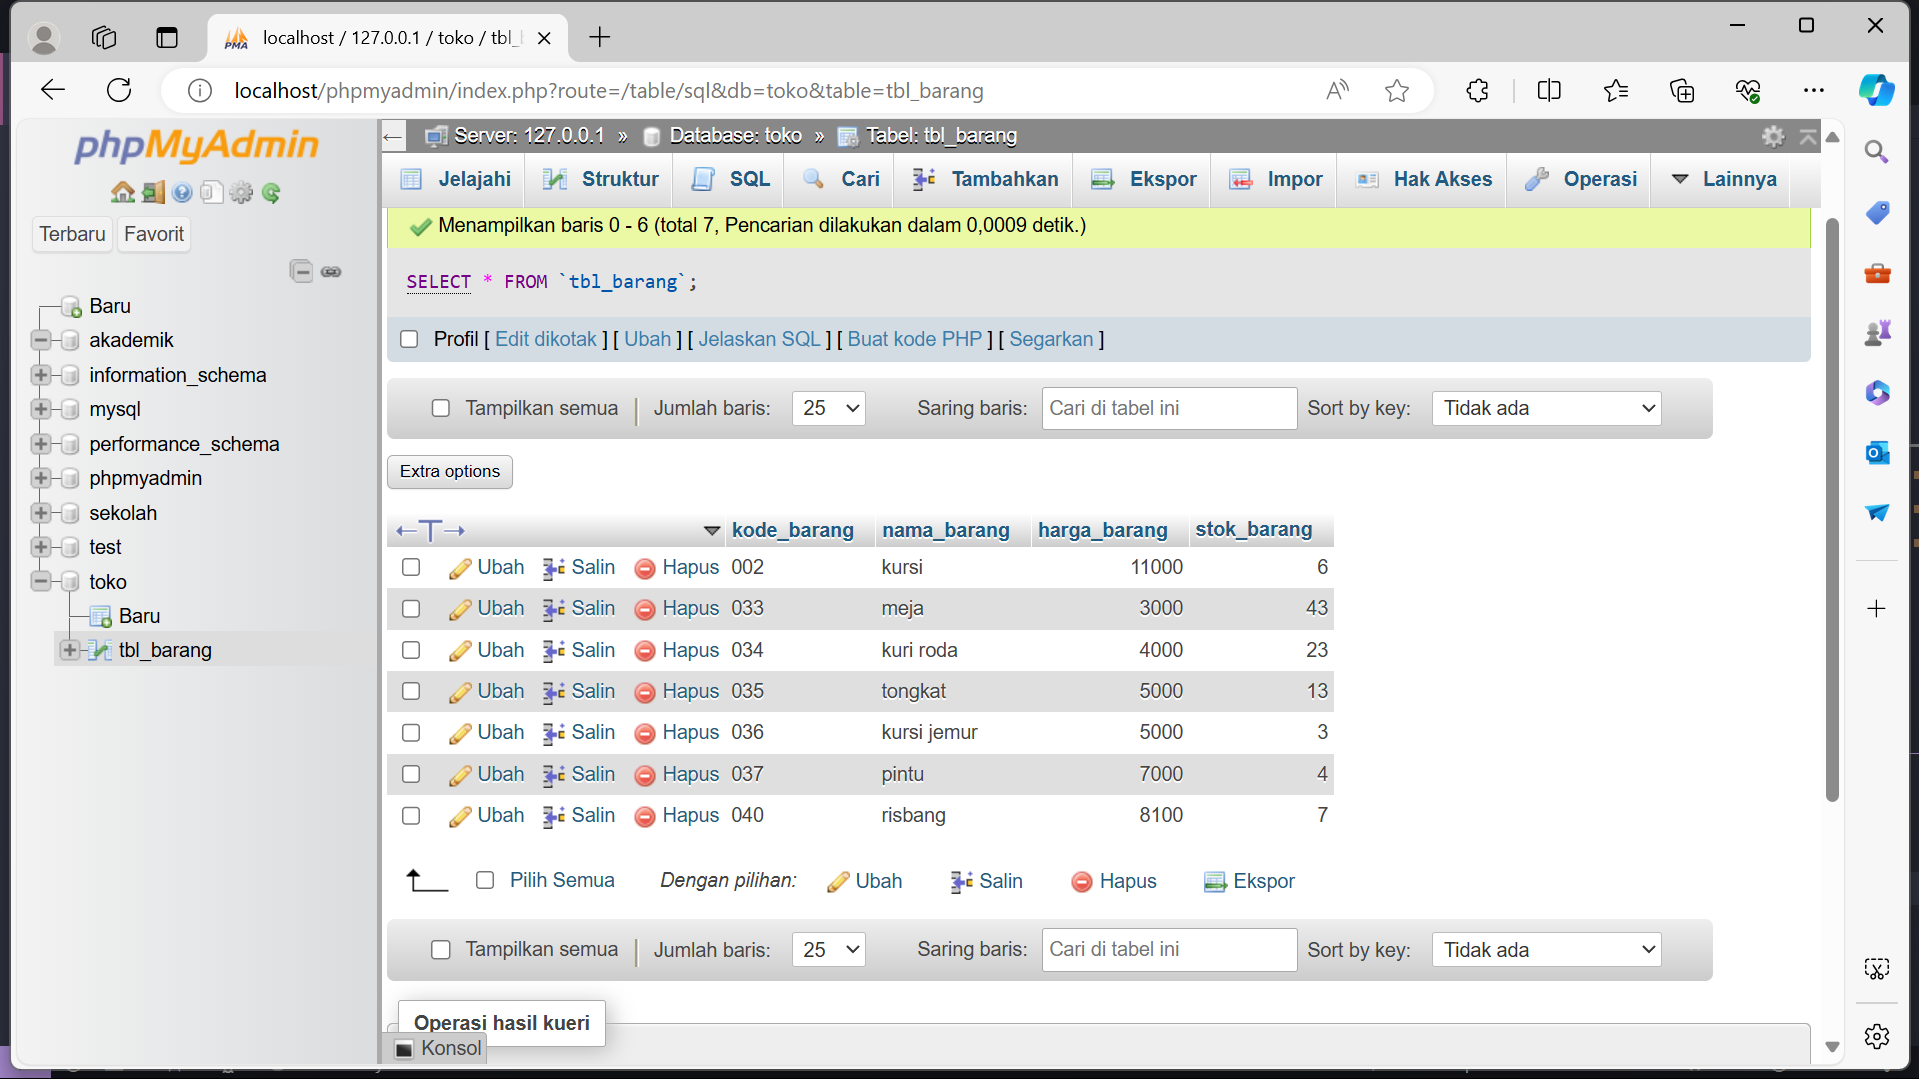 localhost / 127.0.0.1 / toko / tbl_
localhost/phpmyadmin/index.php?route=/table/sql&db=toko&table=tbl_barang
phpMyAdmin
Terbaru Favorit
Baru
akademik
information_schema
mysql
performance_schema
phpmyadmin
sekolah
test
toko
Baru
tbl_barang
Server: 127.0.0.1 » Database: toko » Tabel: tbl_barang
Jelajahi Struktur SQL Cari Tambahkan Ekspor Impor Hak Akses Operasi Lainnya
Menampilkan baris 0 - 6 (total 7, Pencarian dilakukan dalam 0,0009 detik.)
SELECT * FROM `tbl_barang`;
Profil [ Edit dikotak ] [ Ubah ] [ Jelaskan SQL ] [ Buat kode PHP ] [ Segarkan ]
Tampilkan semua Jumlah baris: 25 Saring baris: Cari di tabel ini Sort by key: Tidak ada
Extra options
kode_barang nama_barang harga_barang stok_barang
Ubah Salin Hapus 002 kursi 11000 6
Ubah Salin Hapus 033 meja 3000 43
Ubah Salin Hapus 034 kuri roda 4000 23
Ubah Salin Hapus 035 tongkat 5000 13
Ubah Salin Hapus 036 kursi jemur 5000 3
Ubah Salin Hapus 037 pintu 7000 4
Ubah Salin Hapus 040 risbang 8100 7
Pilih Semua Dengan pilihan: Ubah Salin Hapus Ekspor
Tampilkan semua Jumlah baris: 25 Saring baris: Cari di tabel ini Sort by key: Tidak ada
Operasi hasil kueri
Konsol